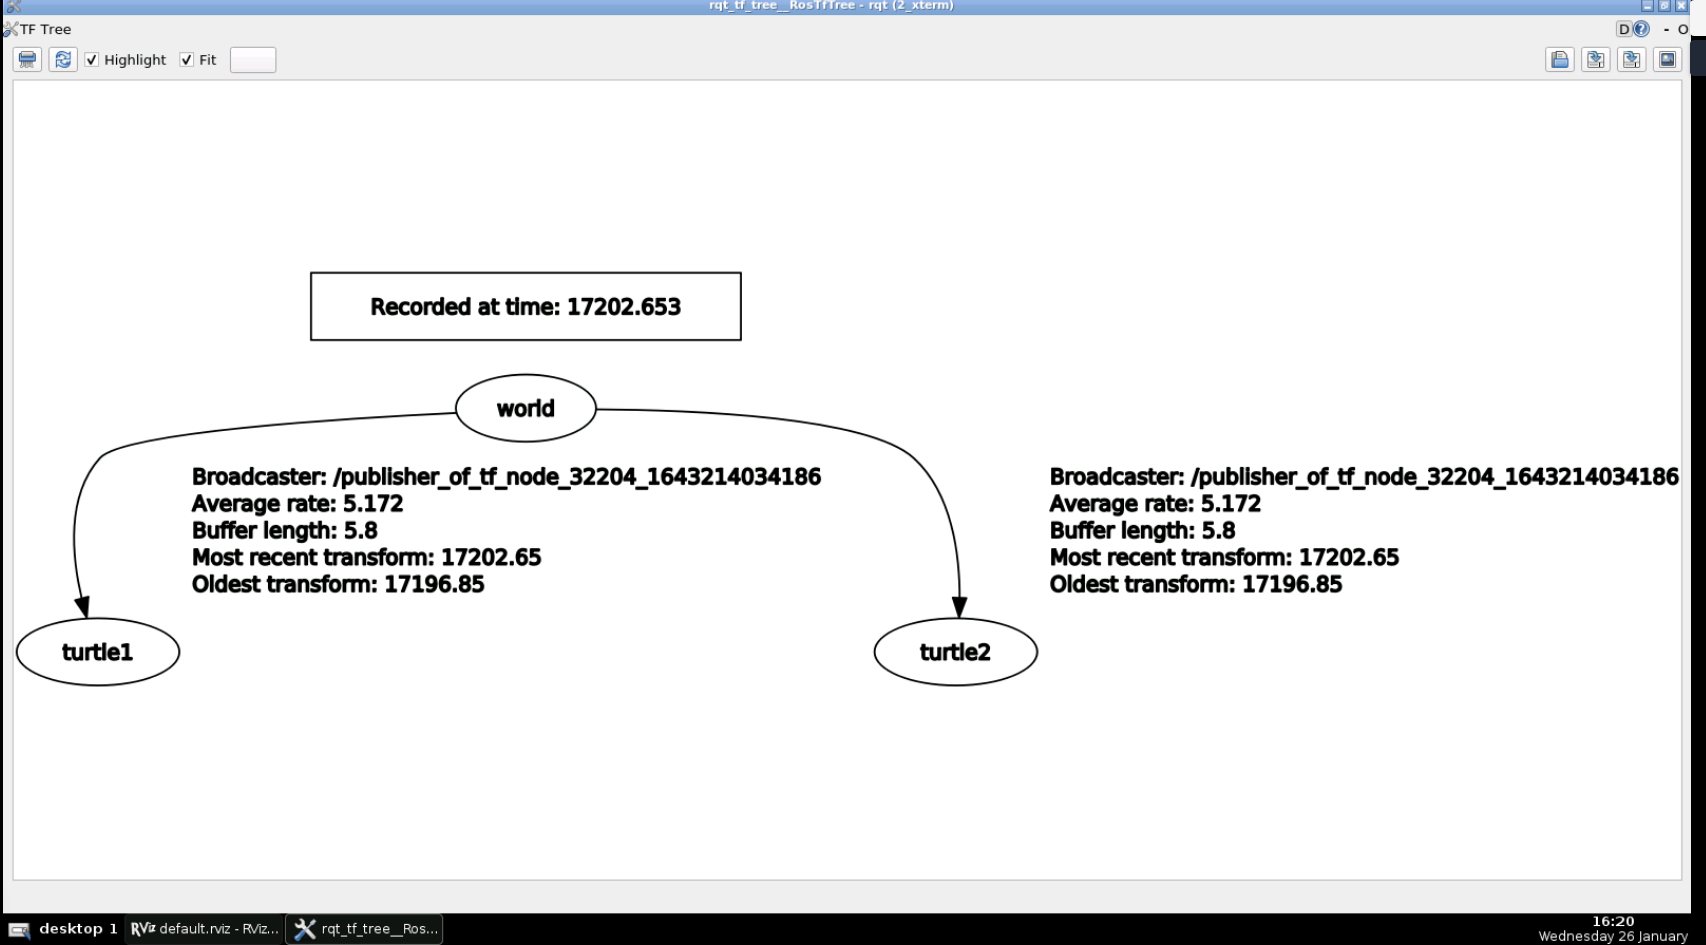 rqt_tf_tree__RosTfTree - rqt (2_xterm)
TF Tree
D
- O
Highlight
Fit
Recorded at time: 17202.653
world
Broadcaster: /publisher_of_tf_node_32204_1643214034186
Average rate: 5.172
Buffer length: 5.8
Most recent transform: 17202.65
Oldest transform: 17196.85
Broadcaster: /publisher_of_tf_node_32204_1643214034186
Average rate: 5.172
Buffer length: 5.8
Most recent transform: 17202.65
Oldest transform: 17196.85
turtle1
turtle2
desktop 1
RViz default.rviz - RViz...
rqt_tf_tree__Ros...
16:20
Wednesday 26 January